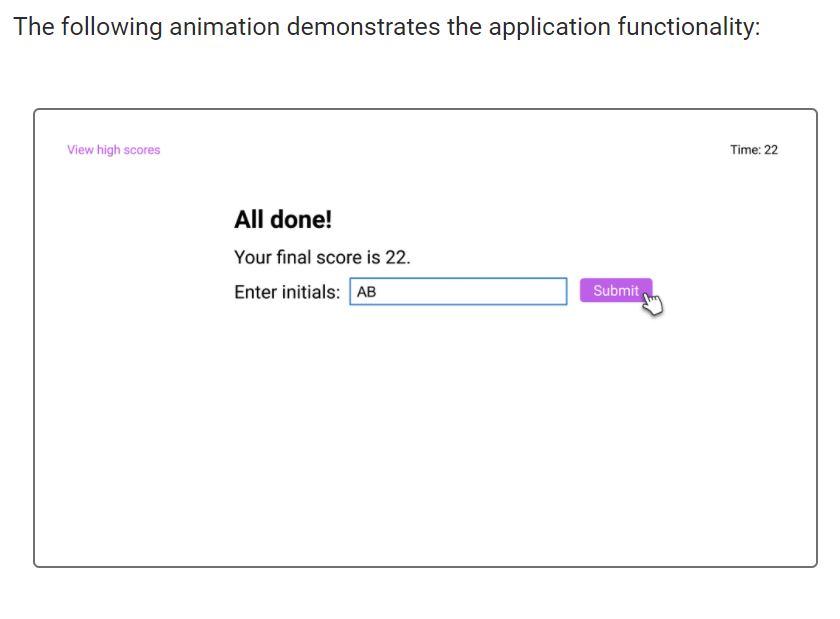 The following animation demonstrates the application functionality:
View high scores
Time: 22
All done!
Your final score is 22.
Enter initials: AB Submit